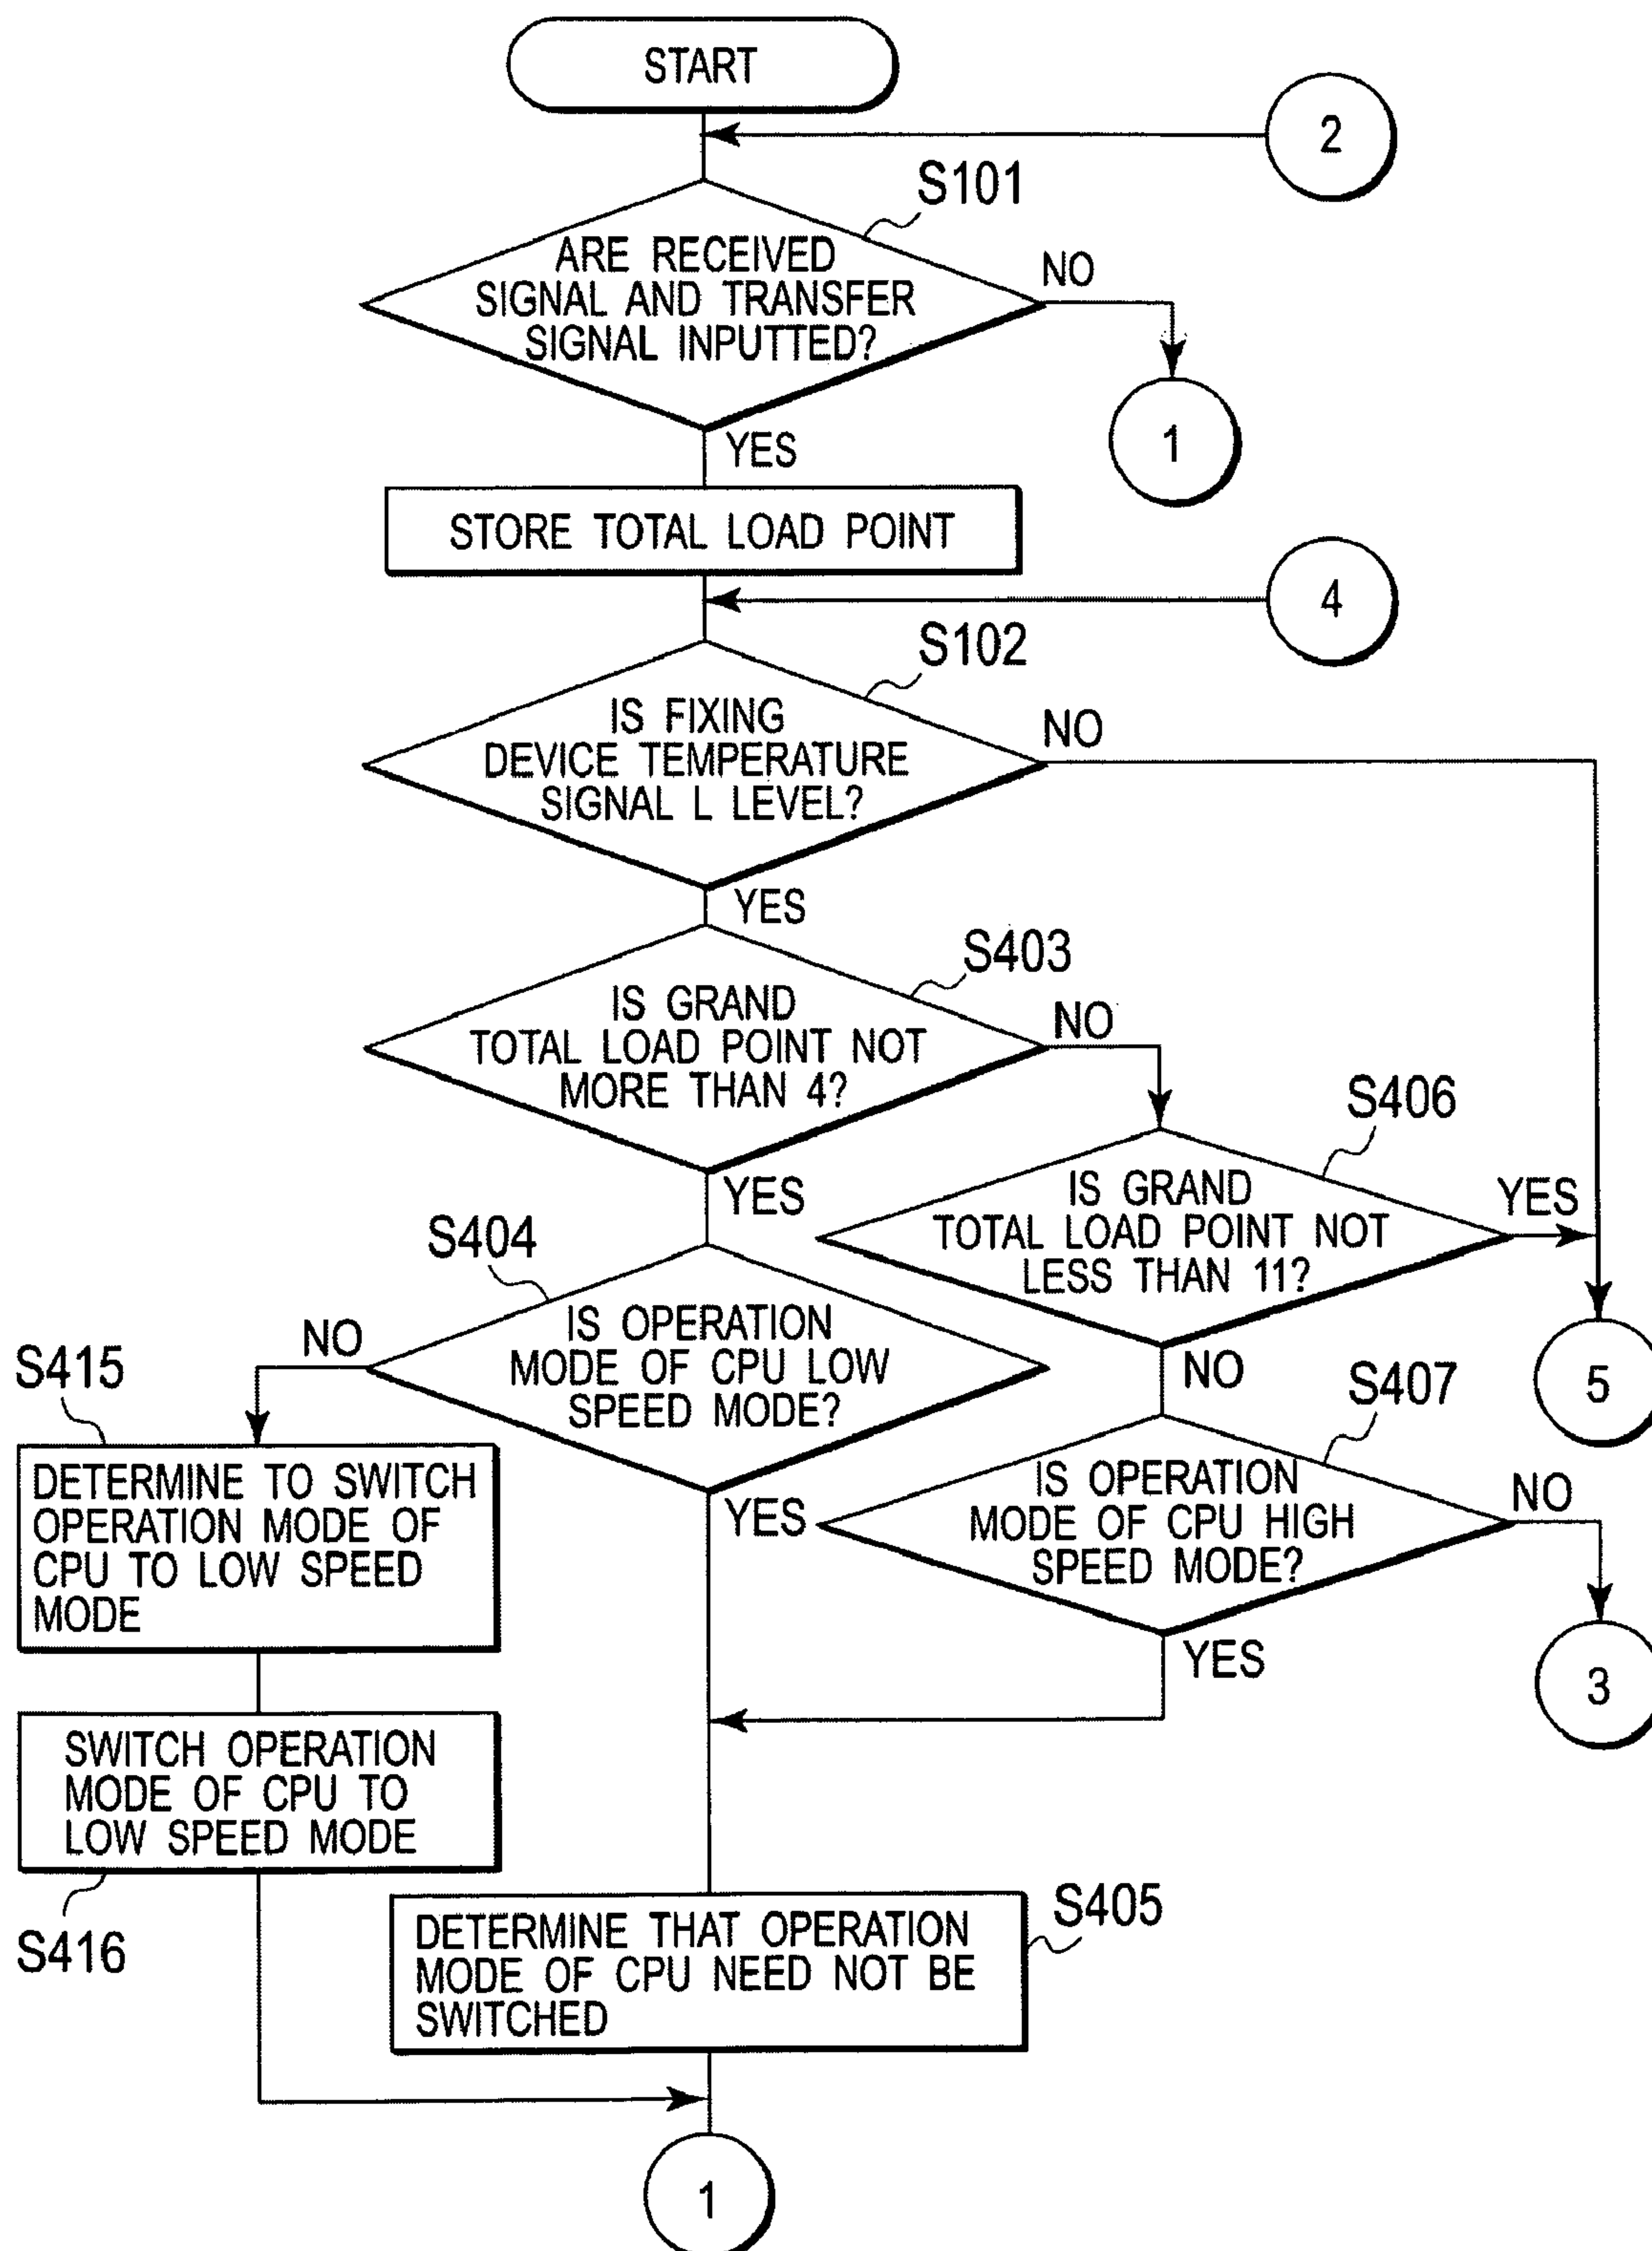 START
2
S101
ARE RECEIVED
SIGNAL AND TRANSFER
SIGNAL INPUTTED?
NO
1
YES
STORE TOTAL LOAD POINT
4
S102
IS FIXING
DEVICE TEMPERATURE
SIGNAL L LEVEL?
NO
YES
S403
IS GRAND
TOTAL LOAD POINT NOT
MORE THAN 4?
NO
YES
S406
IS GRAND
TOTAL LOAD POINT NOT
LESS THAN 11?
YES
NO
5
S404
IS OPERATION
MODE OF CPU LOW
SPEED MODE?
NO
YES
S407
IS OPERATION
MODE OF CPU HIGH
SPEED MODE?
NO
YES
3
S415
DETERMINE TO SWITCH
OPERATION MODE OF
CPU TO LOW SPEED
MODE
SWITCH OPERATION
MODE OF CPU TO
LOW SPEED MODE
S416
S405
DETERMINE THAT OPERATION
MODE OF CPU NEED NOT BE
SWITCHED
1